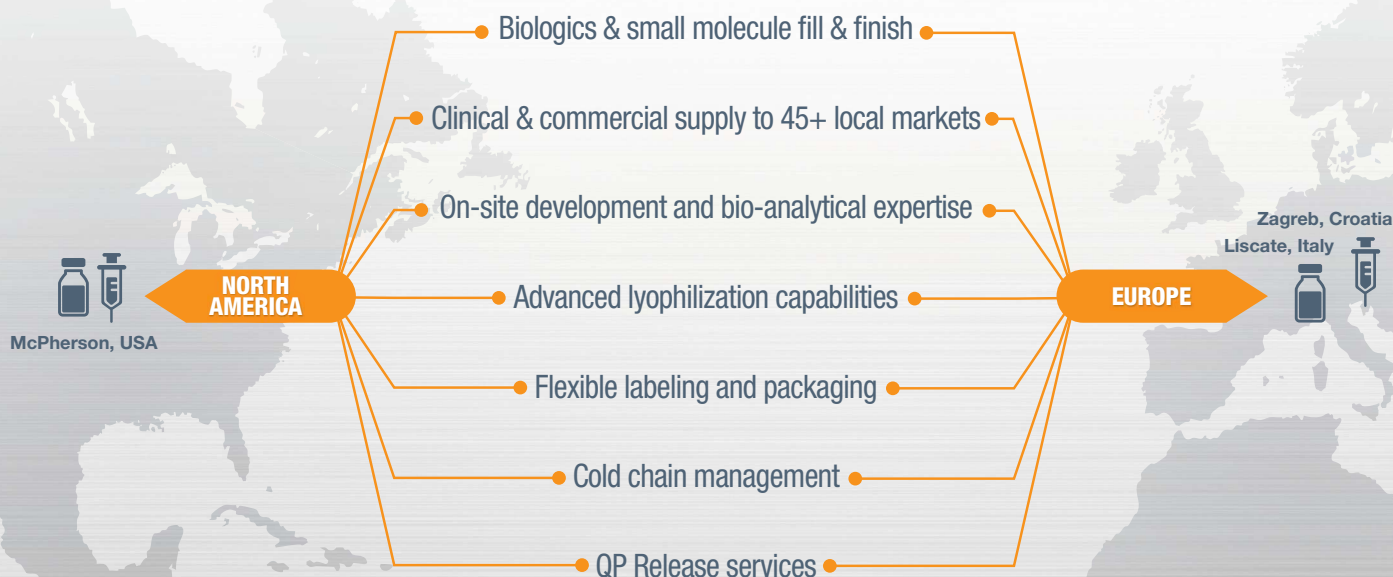 Biologics & small molecule fill & finish
Clinical & commercial supply to 45+ local markets
On-site development and bio-analytical expertise
Zagreb, Croatia
Liscate, Italy
NORTH
AMERICA
Advanced lyophilization capabilities
EUROPE
McPherson, USA
Flexible labeling and packaging
Cold chain management
QP Release services